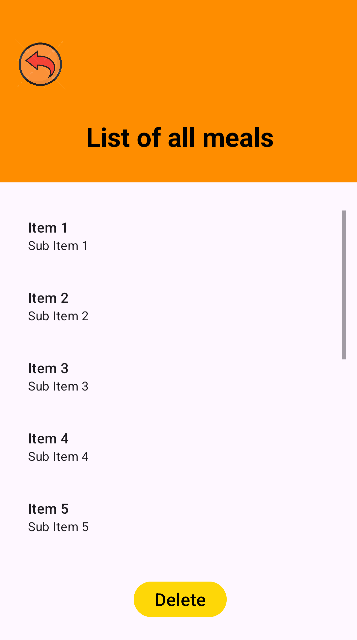 List of all meals
Item 1
Sub Item 1
Item 2
Sub Item 2
Item 3
Sub Item 3
Item 4
Sub Item 4
Item 5
Sub Item 5
Delete